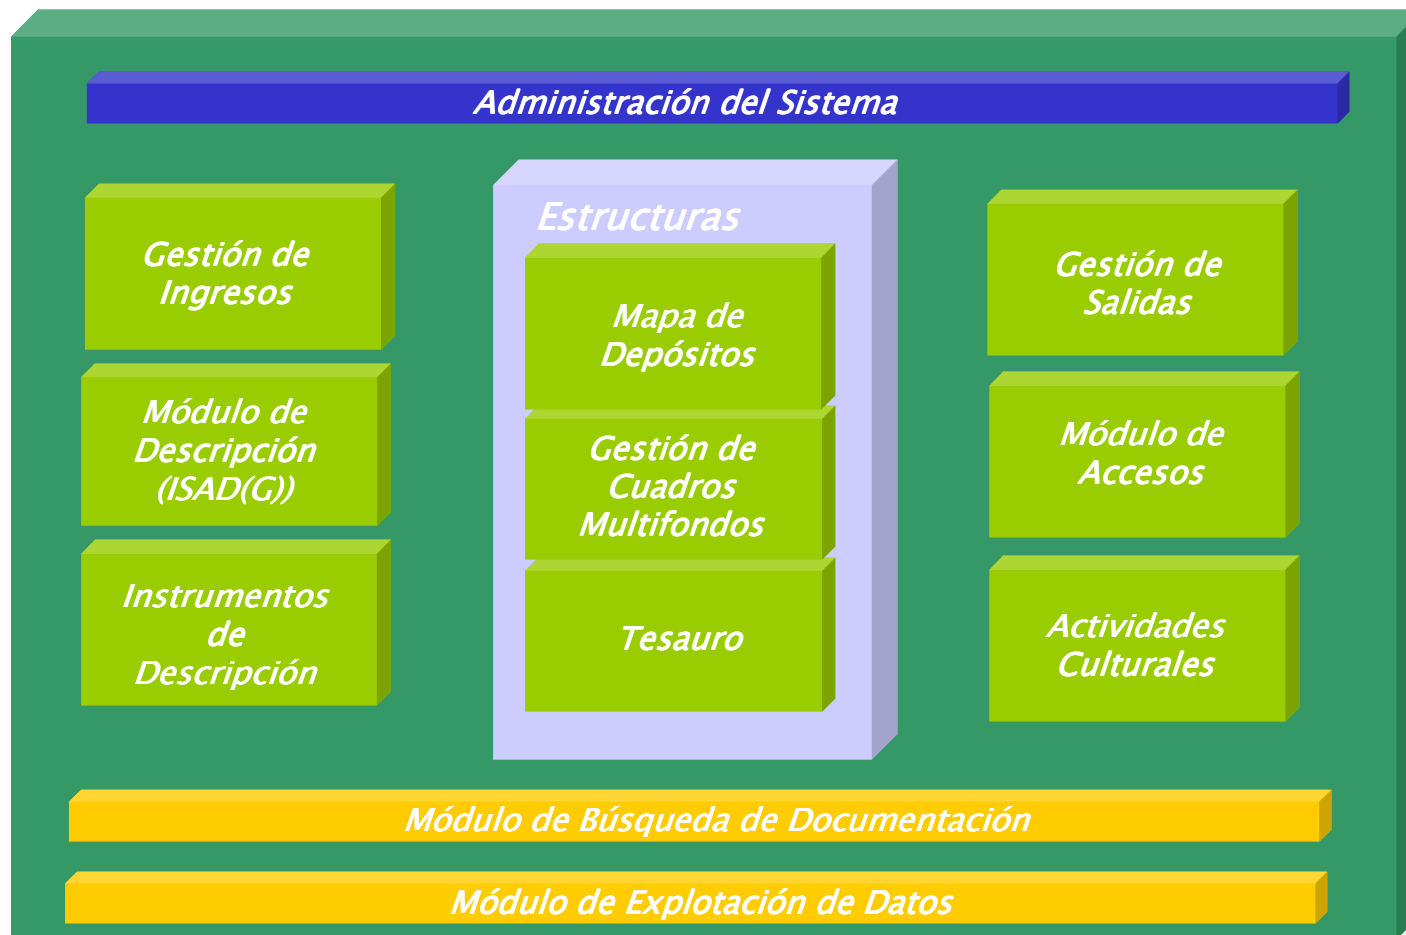 Administración del Sistema
Gestión de
Ingresos
Módulo de
Descripción
(ISAD(G))
Instrumentos
de
Descripción
Estructuras
Mapa de
Depósitos
Gestión de
Cuadros
Multifondos
Tesauro
Gestión de
Salidas
Módulo de
Accesos
Actividades
Culturales
Módulo de Búsqueda de Documentación
Módulo de Explotación de Datos